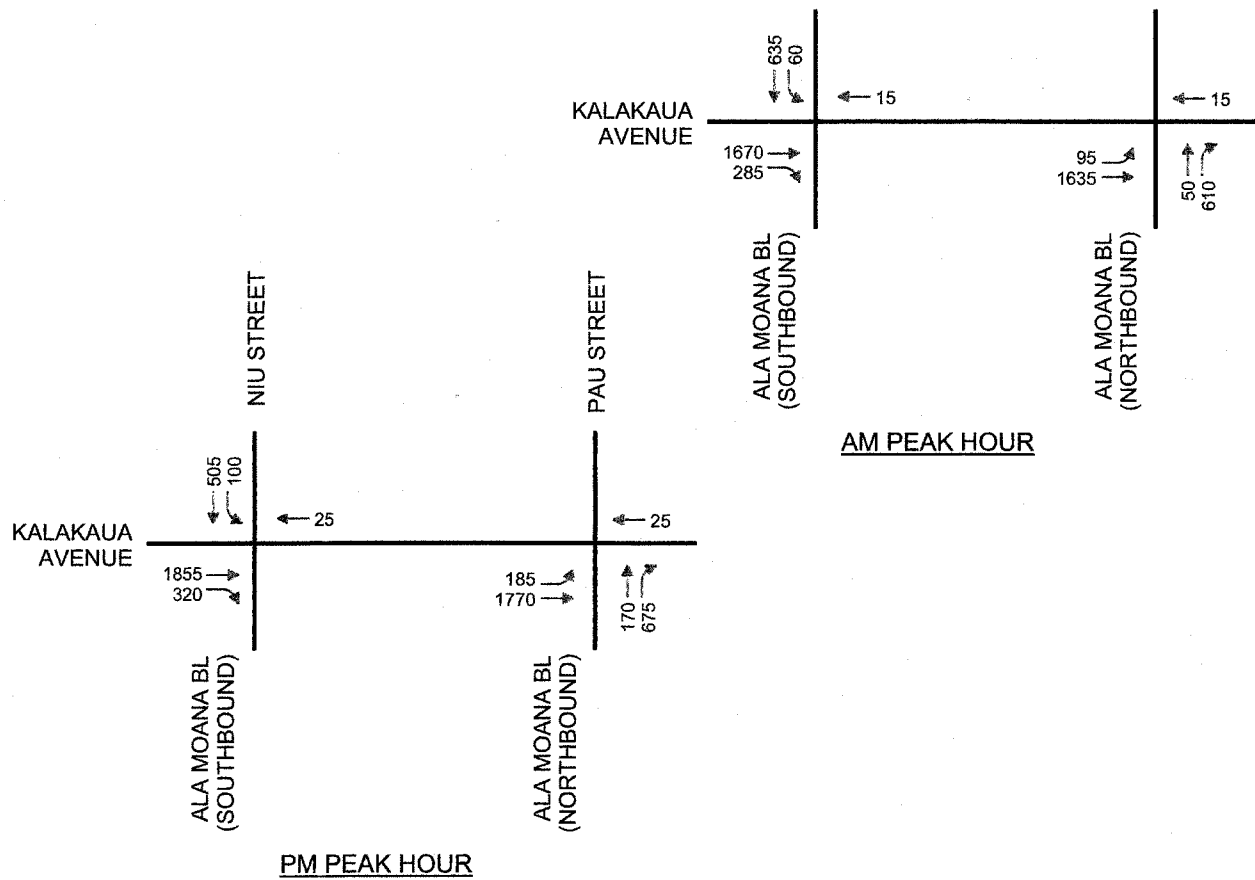 635
60
15
15
KALAKAUA
AVENUE
1670
285
95
1635
50
610
ALA MOANA BL
(SOUTHBOUND)
ALA MOANA BL
(NORTHBOUND)
AM PEAK HOUR
NIU STREET
PAU STREET
505
100
25
25
KALAKAUA
AVENUE
1855
320
185
1770
170
675
ALA MOANA BL
(SOUTHBOUND)
ALA MOANA BL
(NORTHBOUND)
PM PEAK HOUR